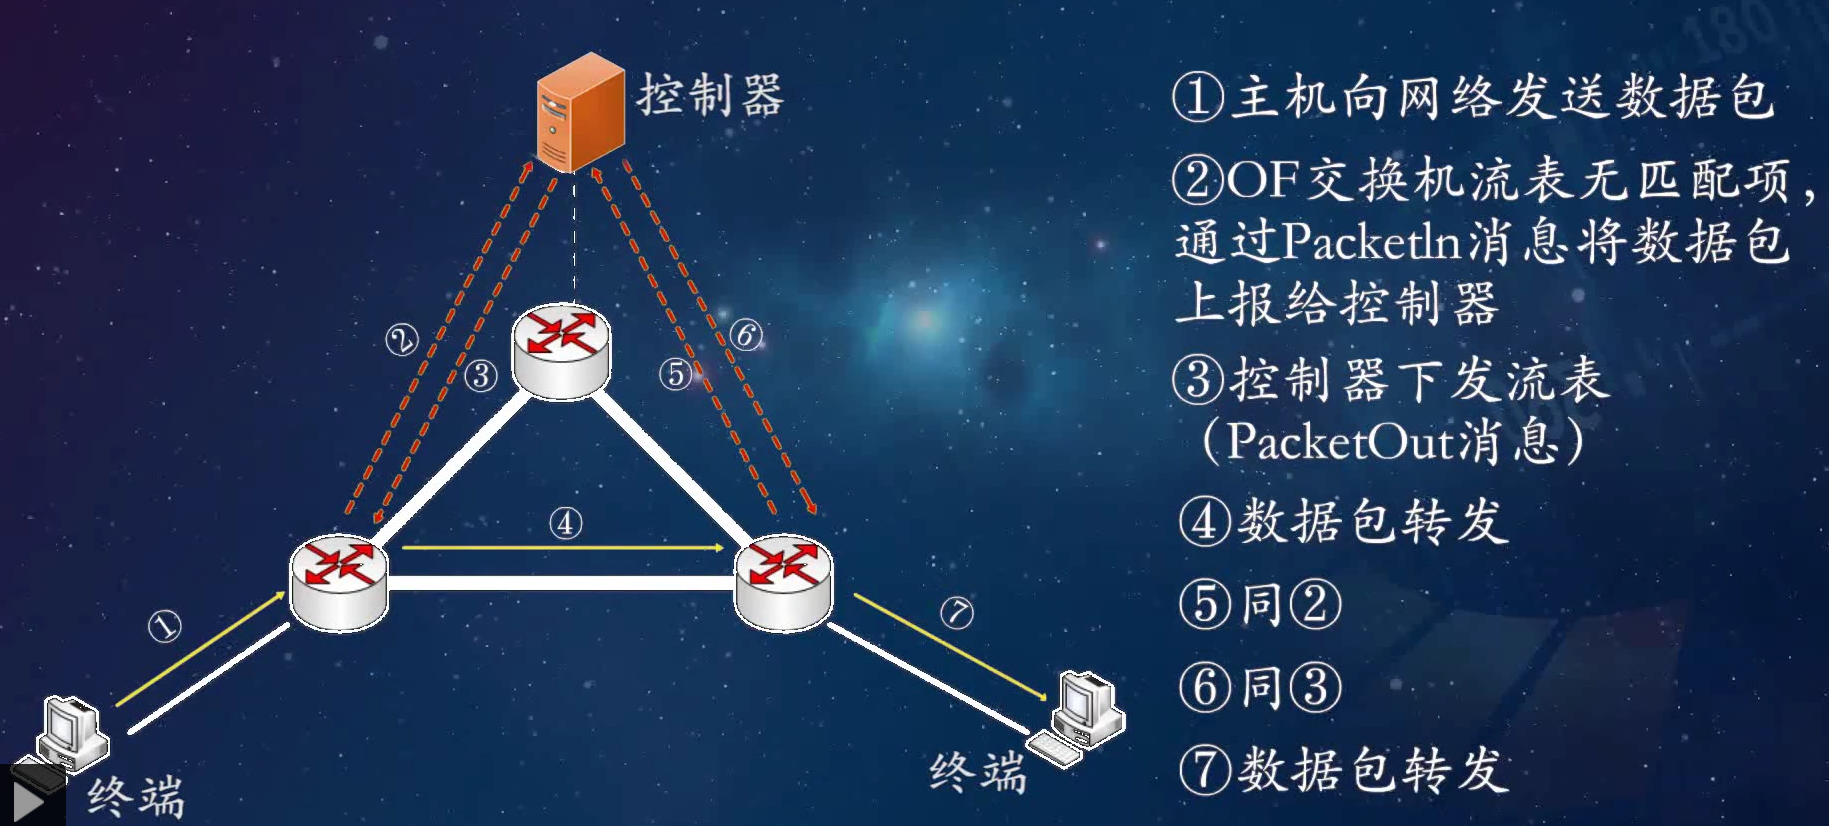 控制器
①主机向网络发送数据包
②OF交换机流表无匹配项，
通过PacketIn消息将数据包
上报给控制器
③控制器下发流表
（PacketOut消息）
④数据包转发
⑤同②
⑥同③
⑦数据包转发
②
③
⑤
⑥
④
①
⑦
终端
终端
180